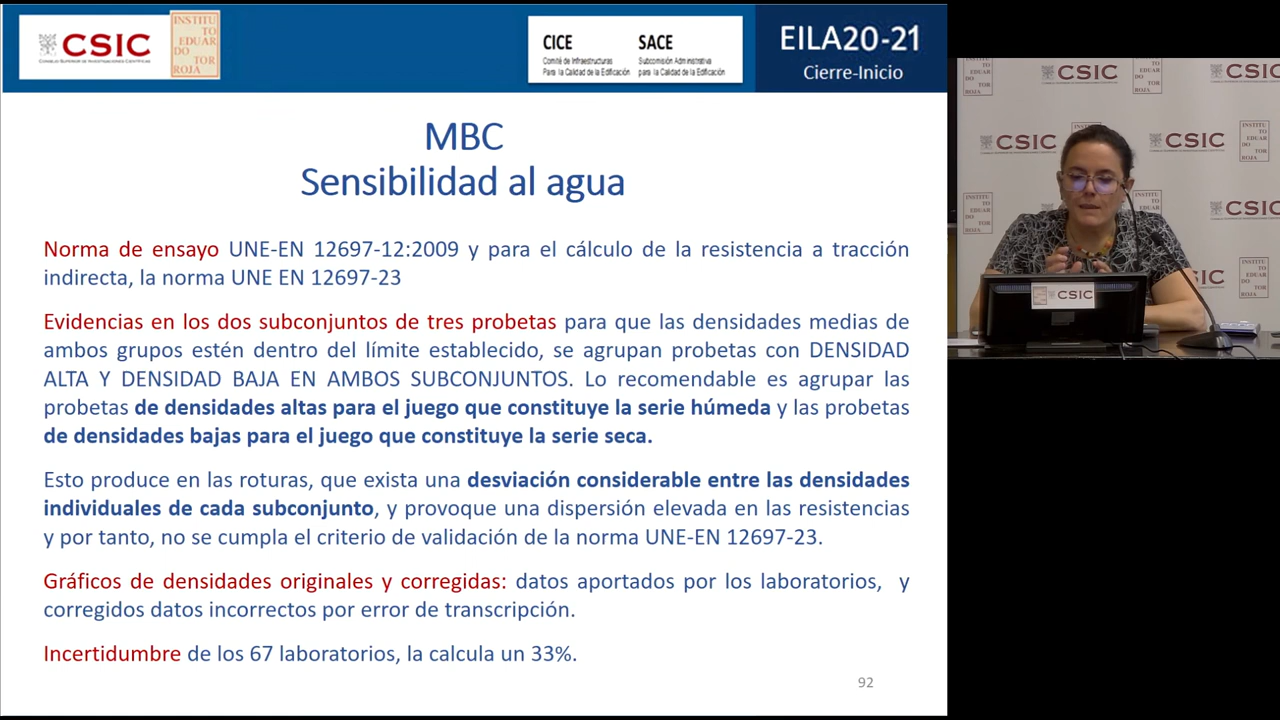 CSIC
CONSEJO SUPERIOR DE INVESTIGACIONES CIENTÍFICAS
INSTITU
TO
EDUAR
DO
TOR
ROJA
CICE
Comité de Infraestructuras
Para la Calidad de la Edificación
SACE
Subcomisión Administrativa
para la Calidad de la Edificación
EILA20-21
Cierre-Inicio
MBC
Sensibilidad al agua
Norma de ensayo UNE-EN 12697-12:2009 y para el cálculo de la resistencia a tracción
indirecta, la norma UNE EN 12697-23
Evidencias en los dos subconjuntos de tres probetas para que las densidades medias de
ambos grupos estén dentro del límite establecido, se agrupan probetas con DENSIDAD
ALTA Y DENSIDAD BAJA EN AMBOS SUBCONJUNTOS. Lo recomendable es agrupar las
probetas de densidades altas para el juego que constituye la serie húmeda y las probetas
de densidades bajas para el juego que constituye la serie seca.
Esto produce en las roturas, que exista una desviación considerable entre las densidades
individuales de cada subconjunto, y provoque una dispersión elevada en las resistencias
y por tanto, no se cumpla el criterio de validación de la norma UNE-EN 12697-23.
Gráficos de densidades originales y corregidas: datos aportados por los laboratorios, y
corregidos datos incorrectos por error de transcripción.
Incertidumbre de los 67 laboratorios, la calcula un 33%.
92
CSIC
CSIC
CSIC
CSIC
CSIC
CSIC
CSIC